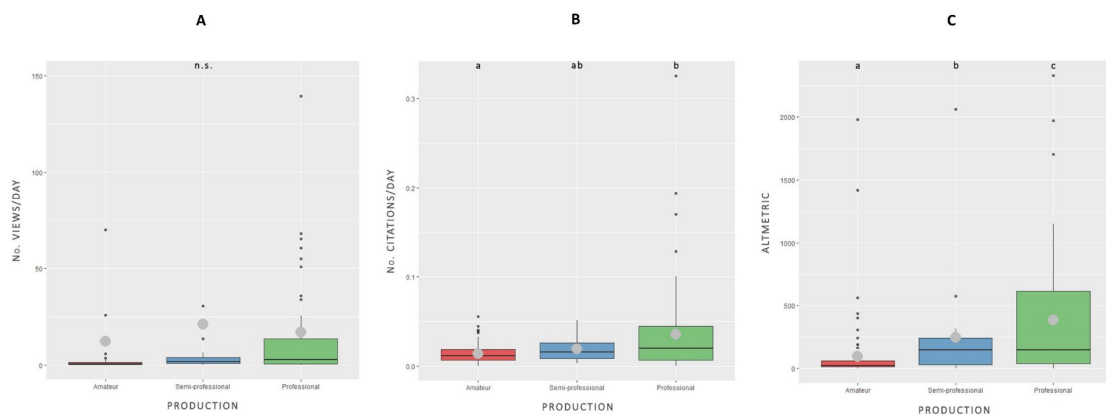 A
n.s.
150
100
50
0
No. VIEWS/DAY
Amateur
Semi-professional
Professional
PRODUCTION
B
a
ab
b
0.3
0.2
0.1
0.0
No. CITATIONS/DAY
Amateur
Semi-professional
Professional
PRODUCTION
C
a
b
c
2000
1500
1000
500
0
ALTMETRIC
Amateur
Semi-professional
Professional
PRODUCTION